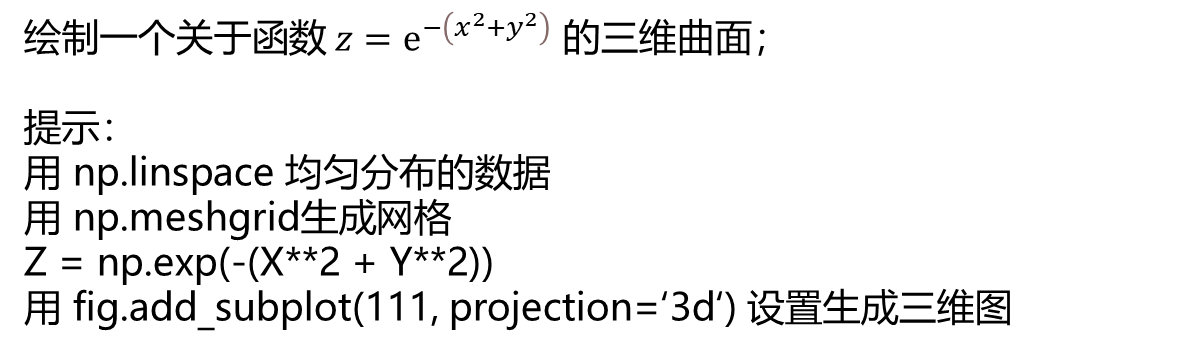 绘制一个关于函数 z = e^{-(x^2+y^2)} 的三维曲面；
提示：
用 np.linspace 均匀分布的数据
用 np.meshgrid生成网格
Z = np.exp(-(X**2 + Y**2))
用 fig.add_subplot(111, projection=‘3d‘) 设置生成三维图